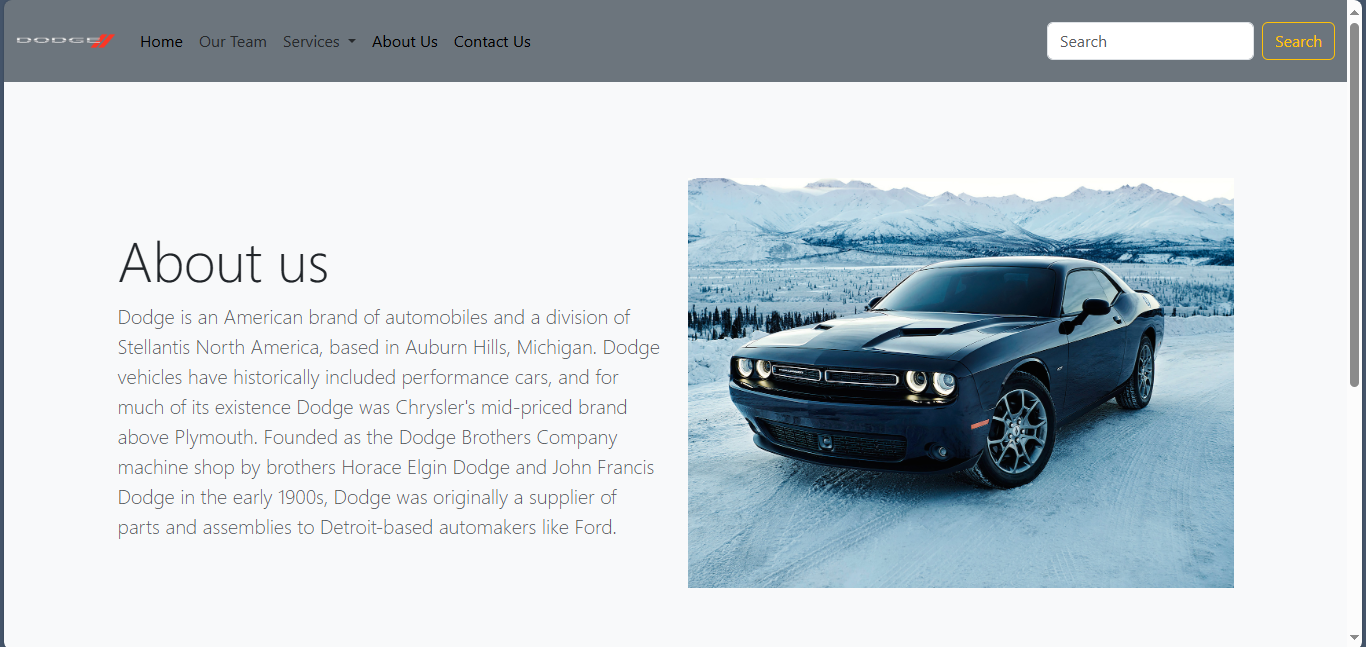 DODGE Home Our Team Services About Us Contact Us Search Search
About us
Dodge is an American brand of automobiles and a division of
Stellantis North America, based in Auburn Hills, Michigan. Dodge
vehicles have historically included performance cars, and for
much of its existence Dodge was Chrysler's mid-priced brand
above Plymouth. Founded as the Dodge Brothers Company
machine shop by brothers Horace Elgin Dodge and John Francis
Dodge in the early 1900s, Dodge was originally a supplier of
parts and assemblies to Detroit-based automakers like Ford.